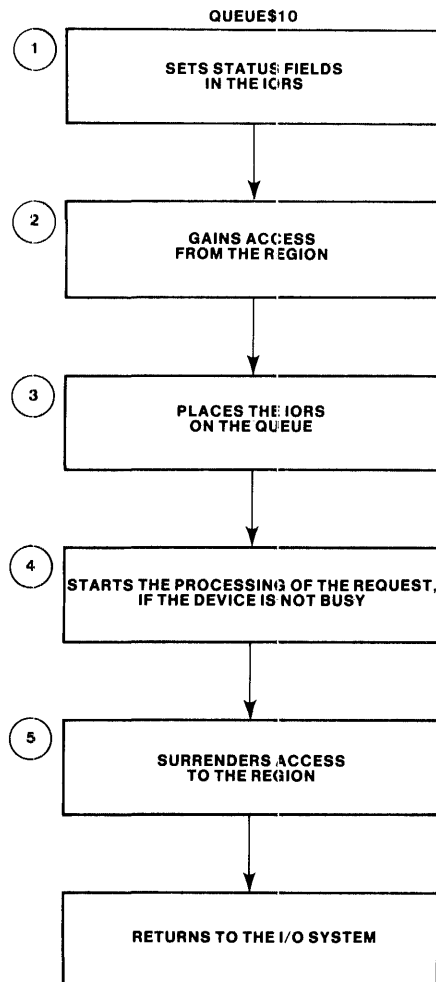 QUEUE$10
1
SETS STATUS FIELDS
IN THE IORS
2
GAINS ACCESS
FROM THE REGION
3
PLACES THE IORS
ON THE QUEUE
4
STARTS THE PROCESSING OF THE REQUEST,
IF THE DEVICE IS NOT BUSY
5
SURRENDERS ACCESS
TO THE REGION
RETURNS TO THE I/O SYSTEM